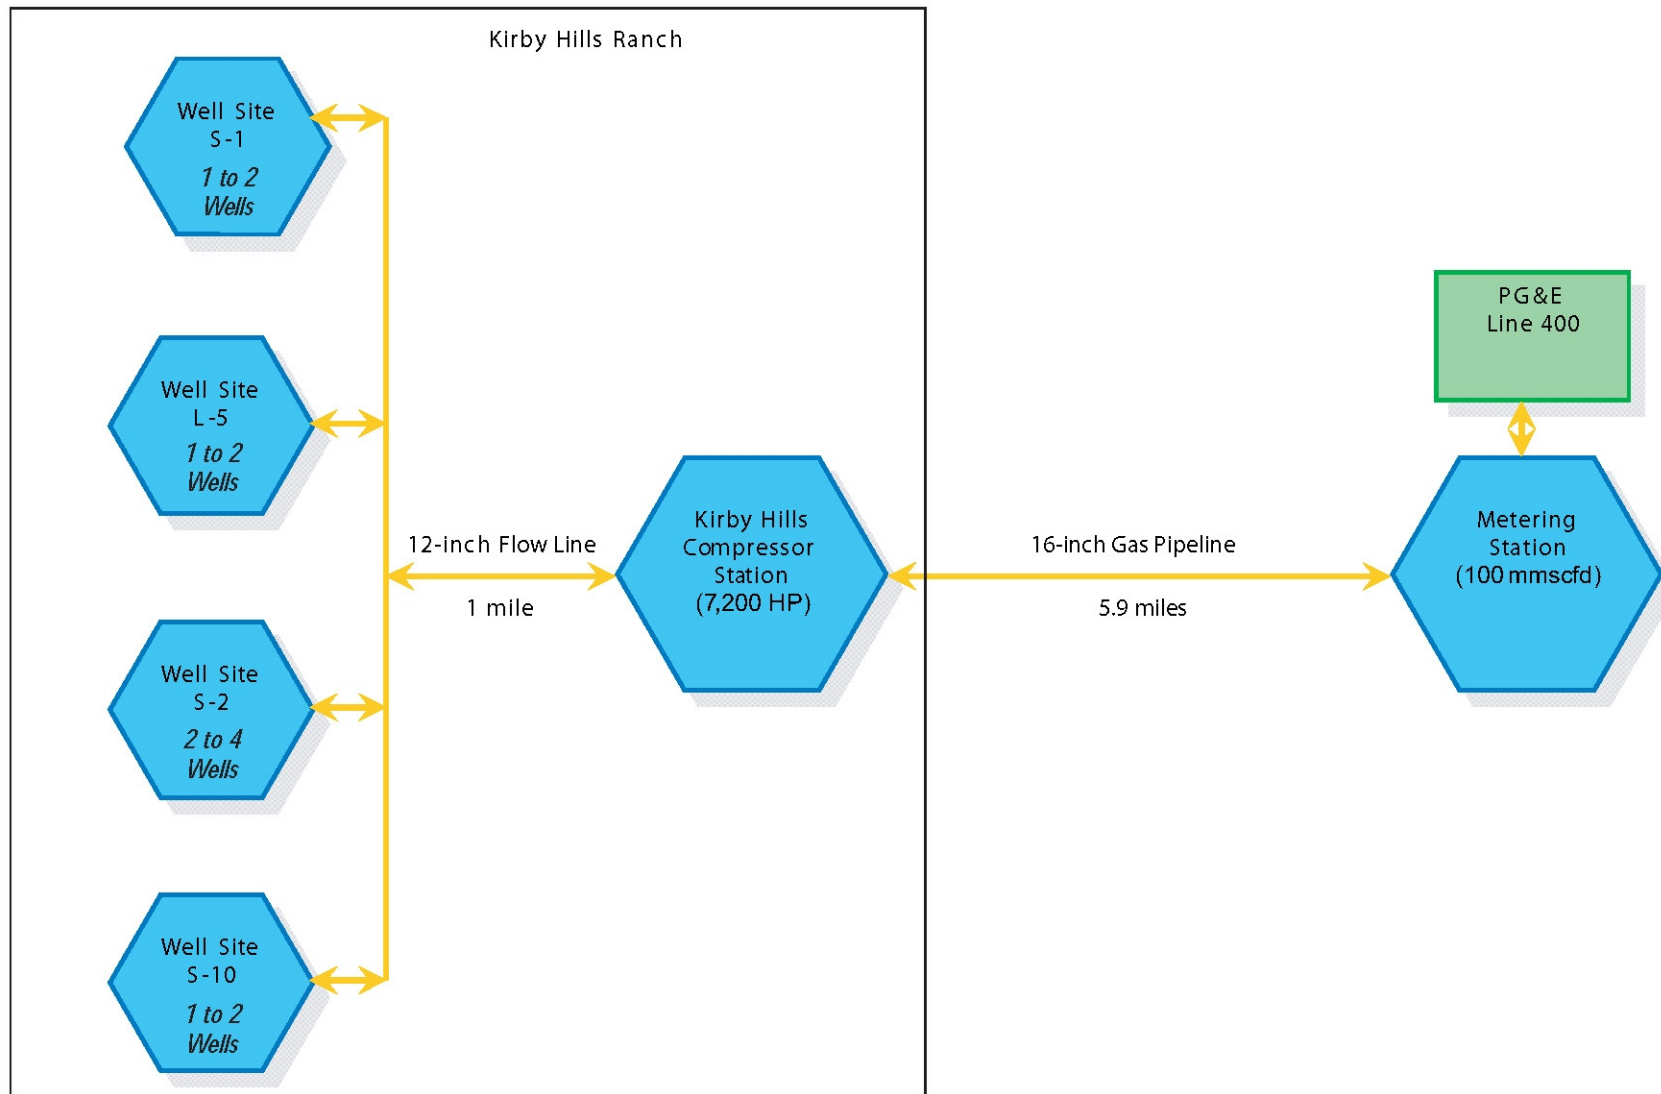 Kirby Hills Ranch
Well Site
S-1
1 to 2
Wells
Well Site
L-5
1 to 2
Wells
Well Site
S-2
2 to 4
Wells
Well Site
S-10
1 to 2
Wells
12-inch Flow Line
1 mile
Kirby Hills
Compressor
Station
(7,200 HP)
16-inch Gas Pipeline
5.9 miles
PG&E
Line 400
Metering
Station
(100 mmscfd)